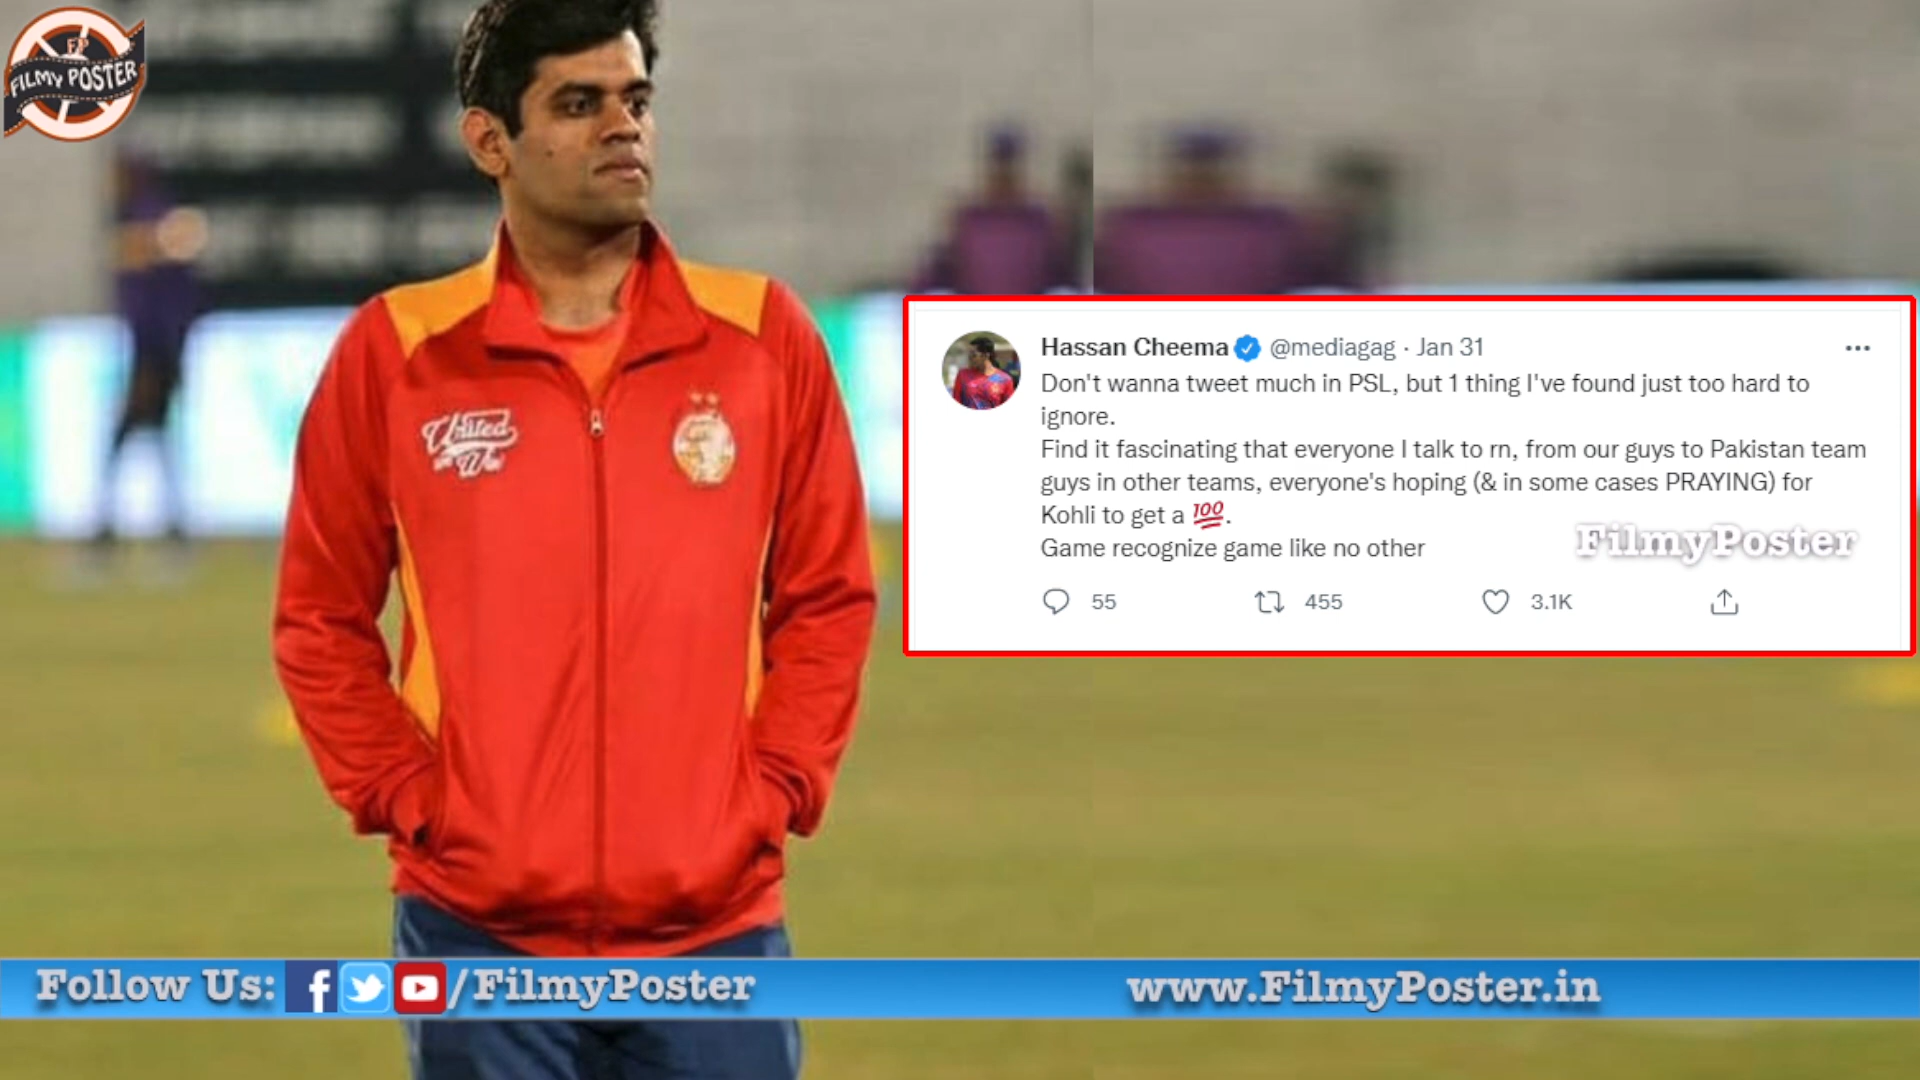 FP
FILMY POSTER
United
we Win
Hassan Cheema @mediagag · Jan 31
Don't wanna tweet much in PSL, but 1 thing I've found just too hard to
ignore.
Find it fascinating that everyone I talk to rn, from our guys to Pakistan team
guys in other teams, everyone's hoping (& in some cases PRAYING) for
Kohli to get a 💯.
Game recognize game like no other
FilmyPoster
55 455 3.1K
Follow Us: /FilmyPoster
www.FilmyPoster.in